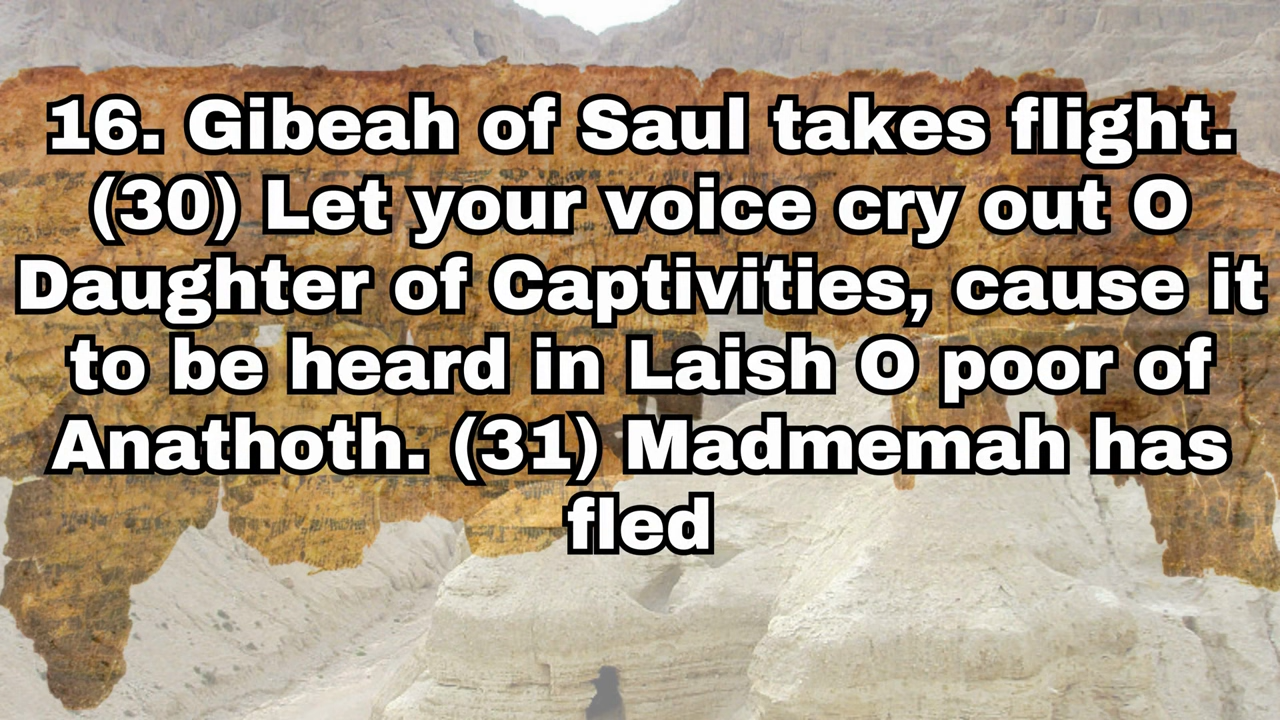 16. Gibeah of Saul takes flight.
(30) Let your voice cry out O
Daughter of Captivities, cause it
to be heard in Laish O poor of
Anathoth. (31) Madmemah has
fled